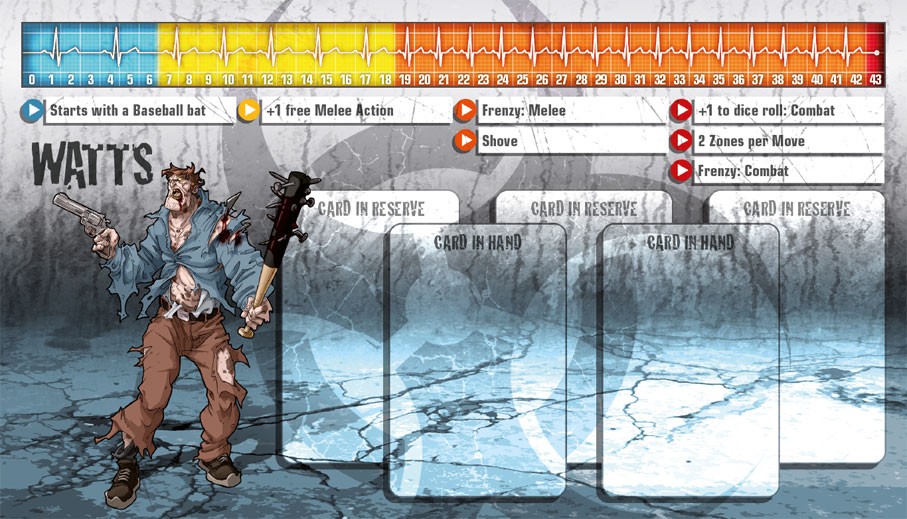 0 1 2 3 4 5 6 7 8 9 10 11 12 13 14 15 16 17 18 19 20 21 22 23 24 25 26 27 28 29 30 31 32 33 34 35 36 37 38 39 40 41 42 43
Starts with a Baseball bat
+1 free Melee Action
Frenzy: Melee
+1 to dice roll: Combat
Shove
2 Zones per Move
Frenzy: Combat
WATTS
CARD IN RESERVE
CARD IN RESERVE
CARD IN RESERVE
CARD IN HAND
CARD IN HAND